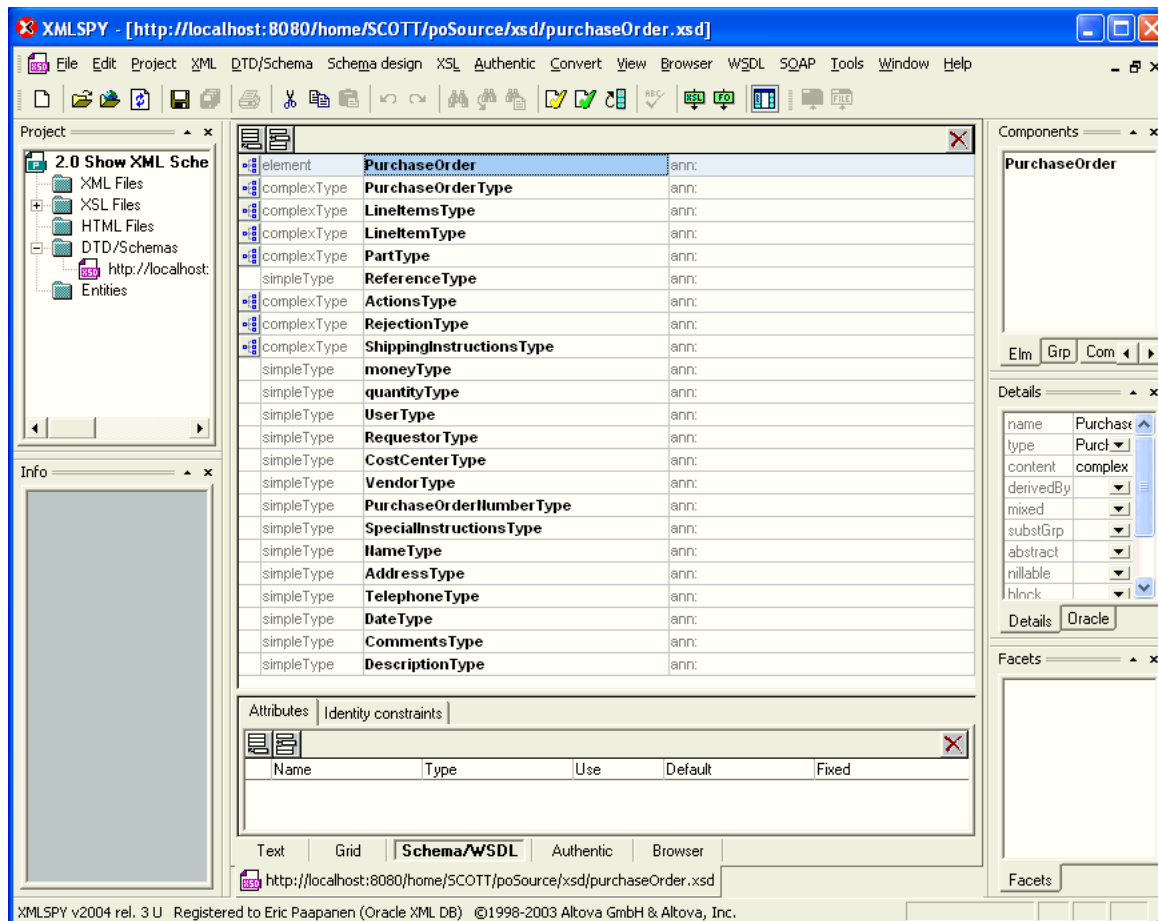 XMLSPY - [http://localhost:8080/home/SCOTT/poSource/xsd/purchaseOrder.xsd]
File Edit Project XML DTD/Schema Schema design XSL Authentic Convert View Browser WSDL SOAP Tools Window Help
Project
2.0 Show XML Sche
XML Files
XSL Files
HTML Files
DTD/Schemas
http://localhost:
Entities
Info
element PurchaseOrder ann:
complexType PurchaseOrderType ann:
complexType LineItemsType ann:
complexType LineItemType ann:
complexType PartType ann:
simpleType ReferenceType ann:
complexType ActionsType ann:
complexType RejectionType ann:
complexType ShippingInstructionsType ann:
simpleType moneyType ann:
simpleType quantityType ann:
simpleType UserType ann:
simpleType RequestorType ann:
simpleType CostCenterType ann:
simpleType VendorType ann:
simpleType PurchaseOrderNumberType ann:
simpleType SpecialInstructionsType ann:
simpleType NameType ann:
simpleType AddressType ann:
simpleType TelephoneType ann:
simpleType DateType ann:
simpleType CommentsType ann:
simpleType DescriptionType ann:
Attributes Identity constraints
Name Type Use Default Fixed
Text Grid Schema/WSDL Authentic Browser
http://localhost:8080/home/SCOTT/poSource/xsd/purchaseOrder.xsd
Components
PurchaseOrder
Elm Grp Com
Details
name Purchase
type Purch
content complex
derivedBy
mixed
substGrp
abstract
nillable
block
Details Oracle
Facets
Facets
XMLSPY v2004 rel. 3 U Registered to Eric Paapanen (Oracle XML DB) ©1998-2003 Altova GmbH & Altova, Inc.